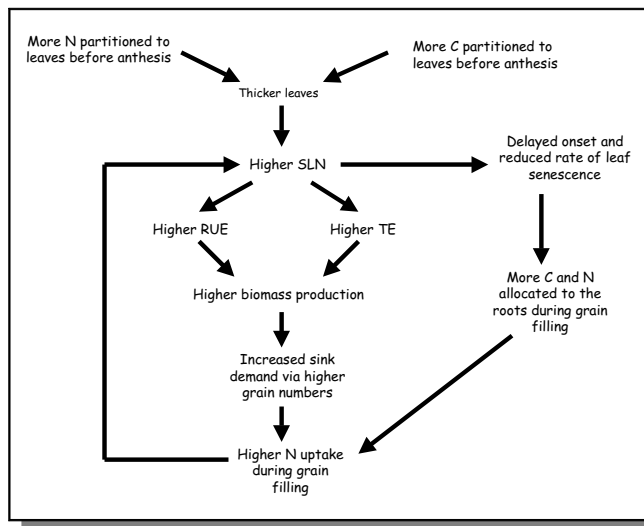 More N partitioned to
leaves before anthesis
More C partitioned to
leaves before anthesis
Thicker leaves
Higher SLN
Delayed onset and
reduced rate of leaf
senescence
Higher RUE
Higher TE
Higher biomass production
More C and N
allocated to the
roots during grain
filling
Increased sink
demand via higher
grain numbers
Higher N uptake
during grain
filling